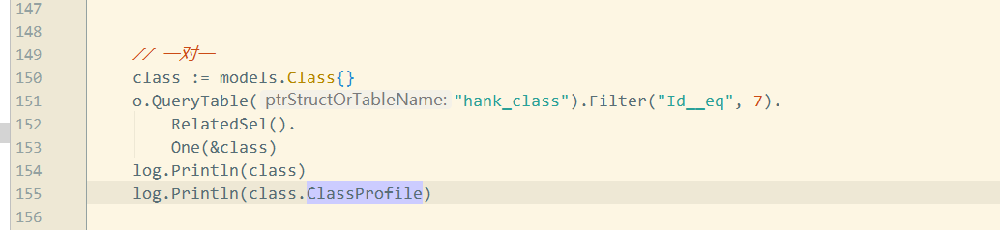 147
148
149 // 一对一
150 class := models.Class{}
151 o.QueryTable( ptrStructOrTableName: "hank_class").Filter("Id__eq", 7).
152 RelatedSel().
153 One(&class)
154 log.Println(class)
155 log.Println(class.ClassProfile)
156